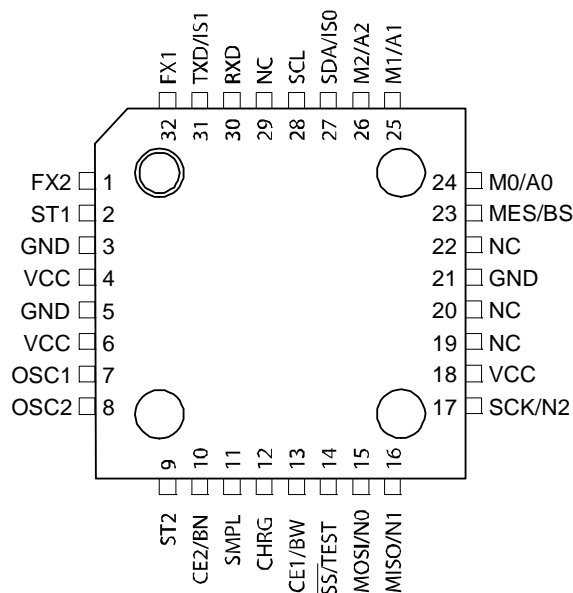 FX1
TXD/IS1
RXD
NC
SCL
SDA/IS0
M2/A2
M1/A1
32
31
30
29
28
27
26
25
FX2 1
ST1 2
GND 3
VCC 4
GND 5
VCC 6
OSC1 7
OSC2 8
24 M0/A0
23 MES/BS
22 NC
21 GND
20 NC
19 NC
18 VCC
17 SCK/N2
9
10
11
12
13
14
15
16
ST2
CE2/BN
SMPL
CHRG
CE1/BW
SS/TEST
MOSI/N0
MISO/N1